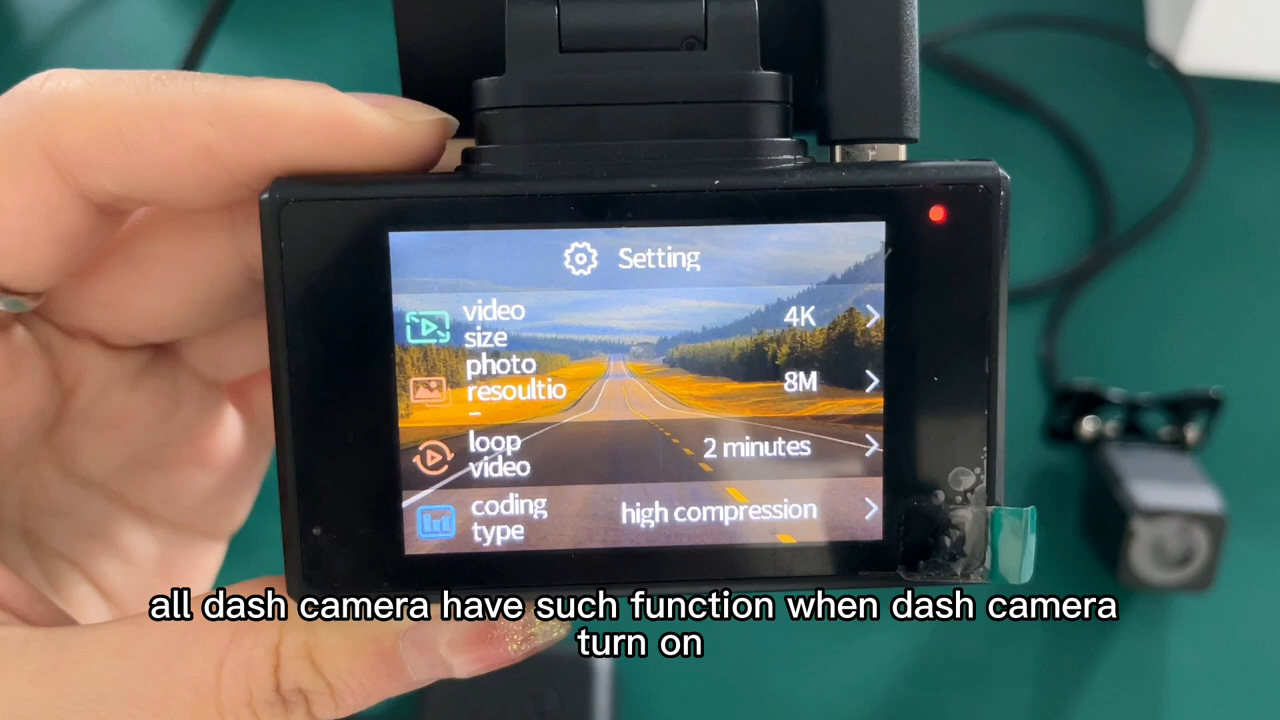 Setting
video
size
4K
photo
resoultio
8M
loop
video
2 minutes
coding
type
high compression
all dash camera have such function when dash camera
turn on